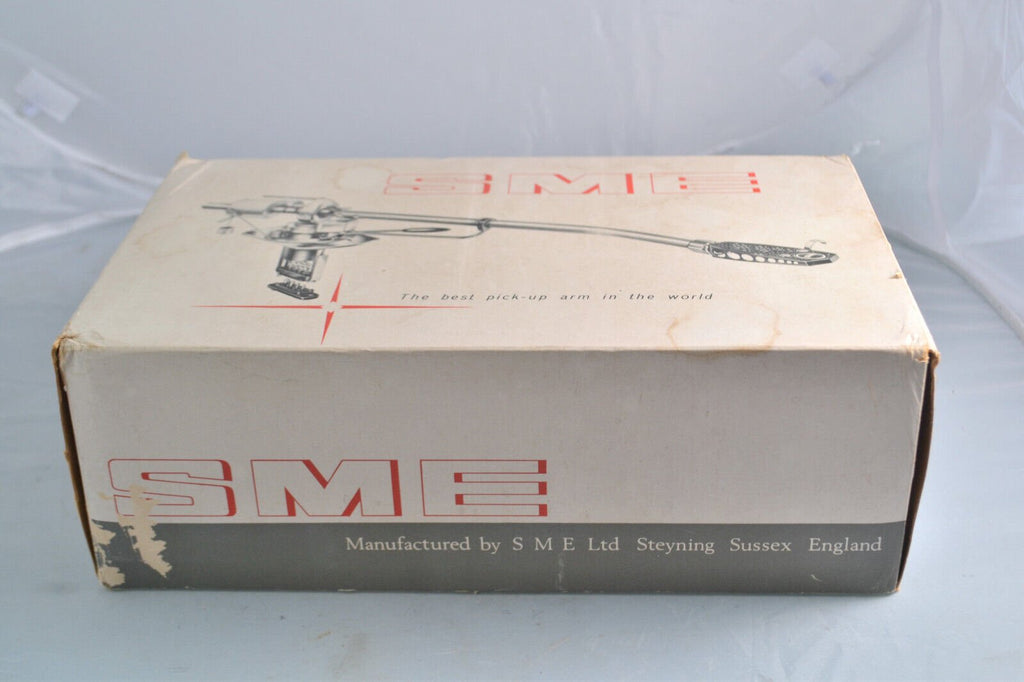 SME
The best pick-up arm in the world
SME
Manufactured by S M E Ltd Steyning Sussex England